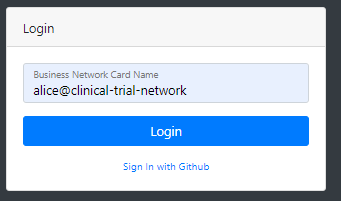 Login
Business Network Card Name
alice@clinical-trial-network
Login
Sign In with Github